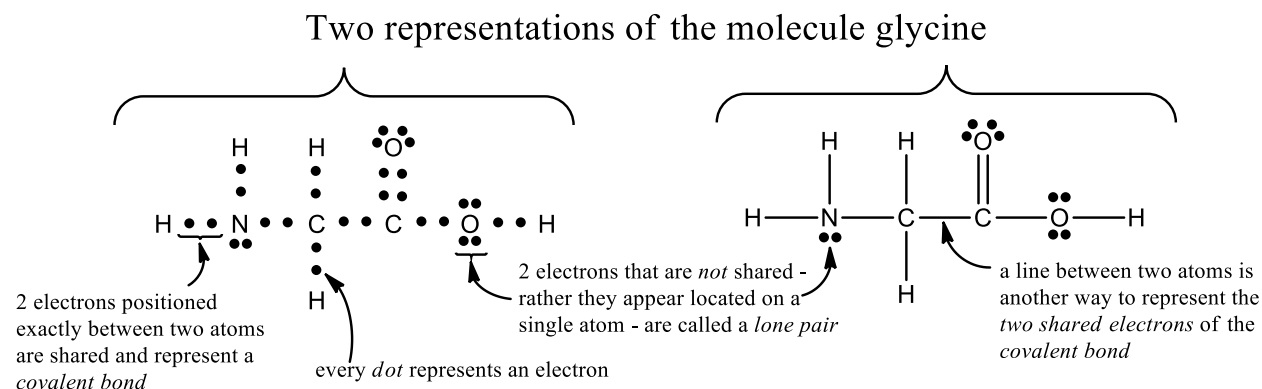 Two representations of the molecule glycine
H H O
H N C C O H
H
H H O
H N C C O H
H
2 electrons positioned
exactly between two atoms
are shared and represent a
covalent bond
every dot represents an electron
2 electrons that are not shared -
rather they appear located on a
single atom - are called a lone pair
a line between two atoms is
another way to represent the
two shared electrons of the
covalent bond